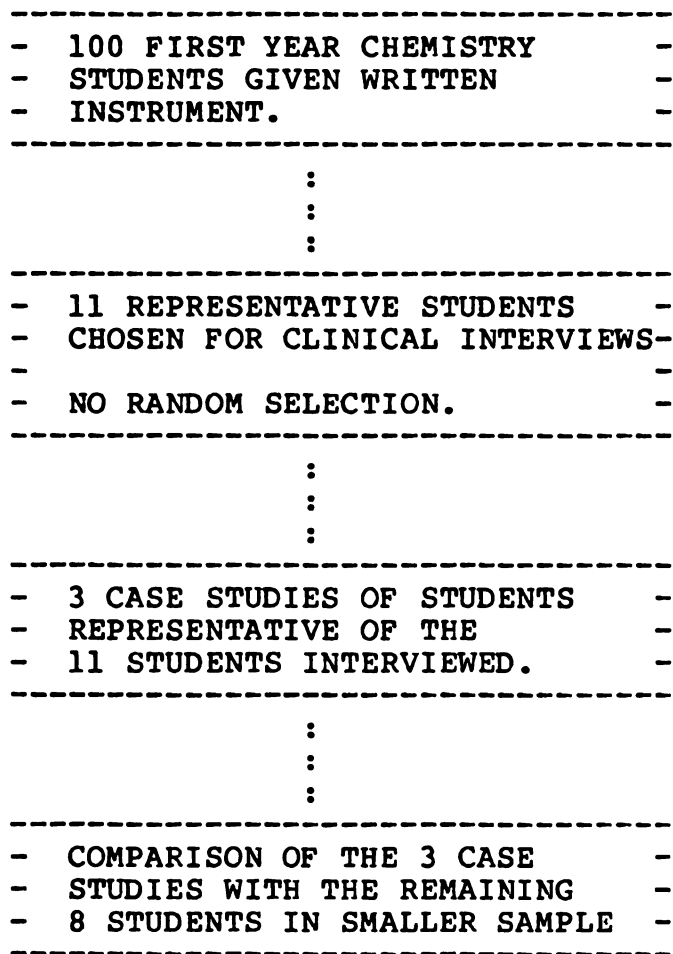 ----------------------------------
-  100 FIRST YEAR CHEMISTRY      -
-  STUDENTS GIVEN WRITTEN        -
-  INSTRUMENT.                   -
----------------------------------
:
:
:
----------------------------------
-  11 REPRESENTATIVE STUDENTS    -
-  CHOSEN FOR CLINICAL INTERVIEWS-
-                                -
-  NO RANDOM SELECTION.          -
----------------------------------
:
:
:
----------------------------------
-  3 CASE STUDIES OF STUDENTS    -
-  REPRESENTATIVE OF THE         -
-  11 STUDENTS INTERVIEWED.      -
----------------------------------
:
:
:
----------------------------------
-  COMPARISON OF THE 3 CASE      -
-  STUDIES WITH THE REMAINING    -
-  8 STUDENTS IN SMALLER SAMPLE  -
----------------------------------